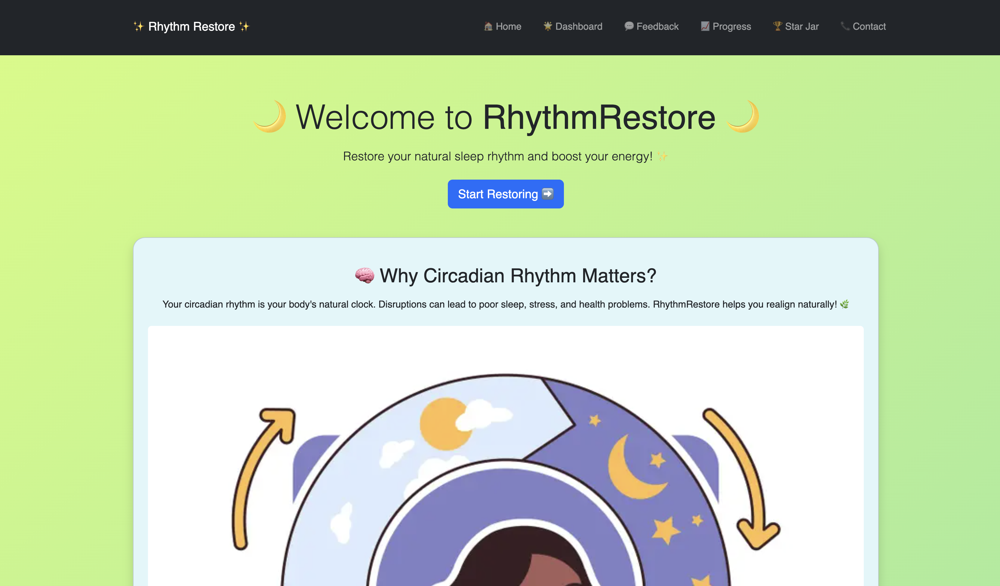 ✨ Rhythm Restore ✨
🏠 Home 🌟 Dashboard 💬 Feedback 📈 Progress 🏆 Star Jar 📞 Contact
🌙 Welcome to RhythmRestore 🌙
Restore your natural sleep rhythm and boost your energy! ✨
Start Restoring ➡️
🧠 Why Circadian Rhythm Matters?
Your circadian rhythm is your body's natural clock. Disruptions can lead to poor sleep, stress, and health problems. RhythmRestore helps you realign naturally! 🌿